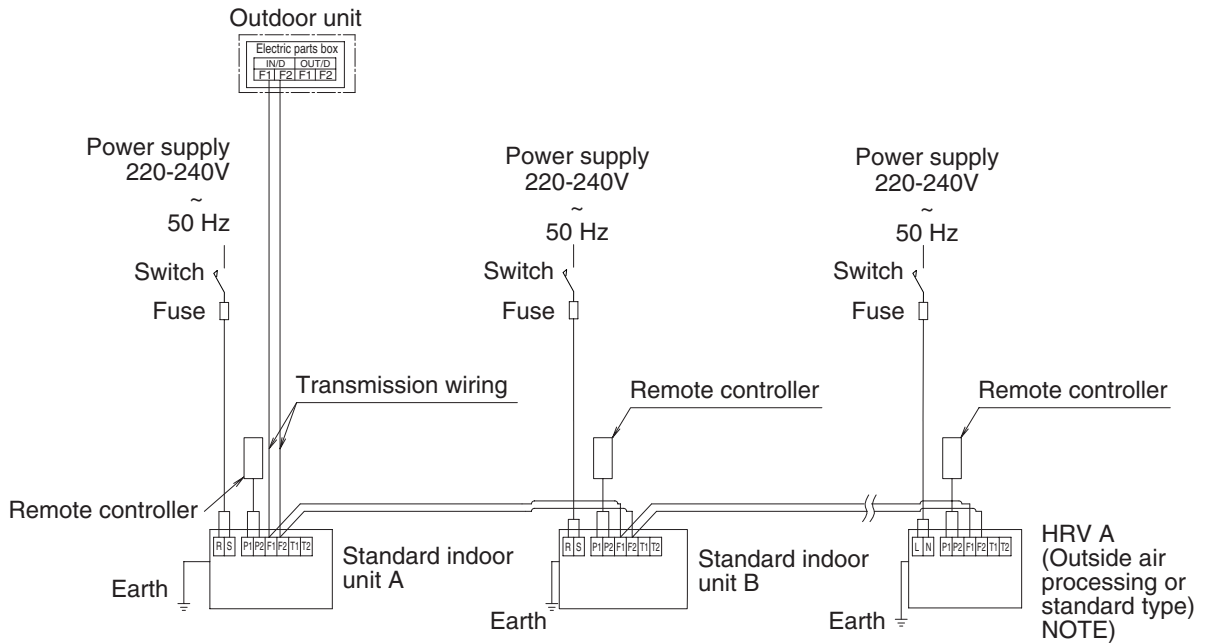 Outdoor unit
Electric parts box
IN/D OUT/D
F1 F2 F1 F2
Power supply
220-240V
~
50 Hz
Switch
Fuse
Power supply
220-240V
~
50 Hz
Switch
Fuse
Power supply
220-240V
~
50 Hz
Switch
Fuse
Transmission wiring
Remote controller
Remote controller
Remote controller
R S P1 P2 F1 F2 T1 T2
Standard indoor
unit A
Earth
R S P1 P2 F1 F2 T1 T2
Standard indoor
unit B
Earth
L N P1 P2 F1 F2 T1 T2
HRV A
(Outside air
processing or
standard type)
NOTE)
Earth